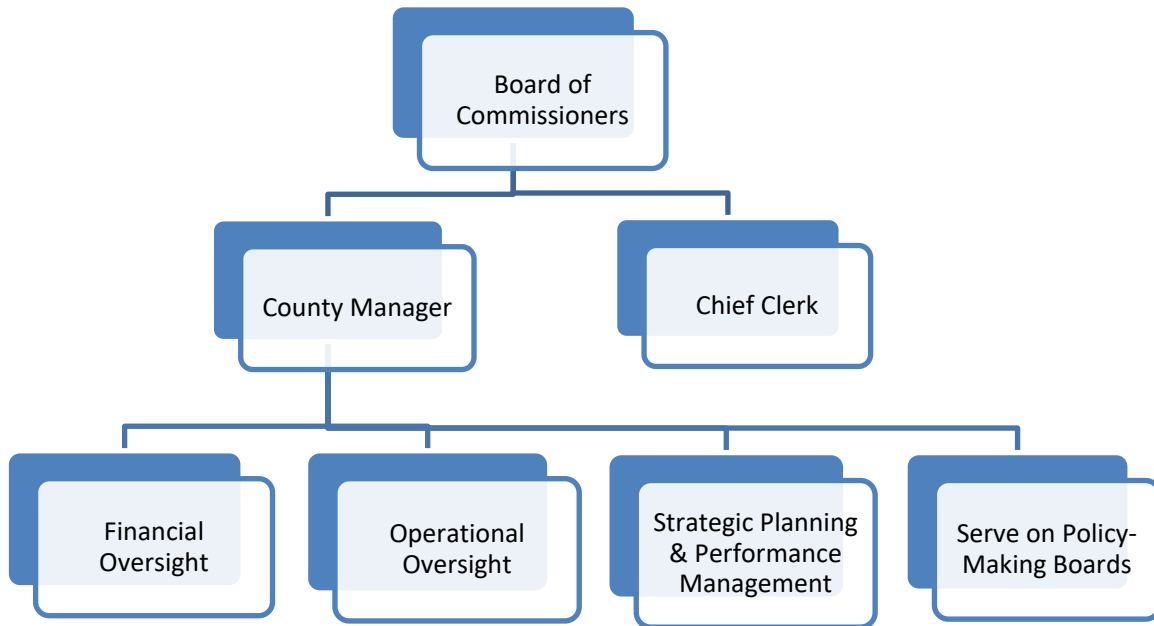 Board of
Commissioners
County Manager
Chief Clerk
Financial
Oversight
Operational
Oversight
Strategic Planning
& Performance
Management
Serve on Policy-
Making Boards